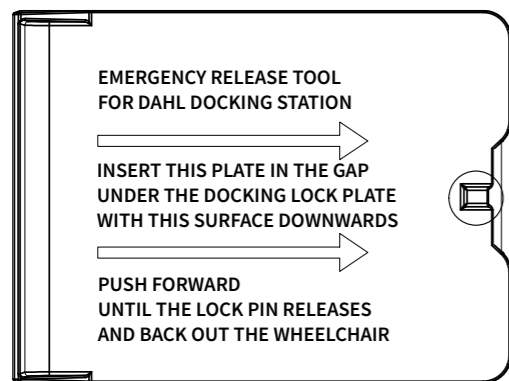 EMERGENCY RELEASE TOOL
FOR DAHL DOCKING STATION
INSERT THIS PLATE IN THE GAP
UNDER THE DOCKING LOCK PLATE
WITH THIS SURFACE DOWNWARDS
PUSH FORWARD
UNTIL THE LOCK PIN RELEASES
AND BACK OUT THE WHEELCHAIR